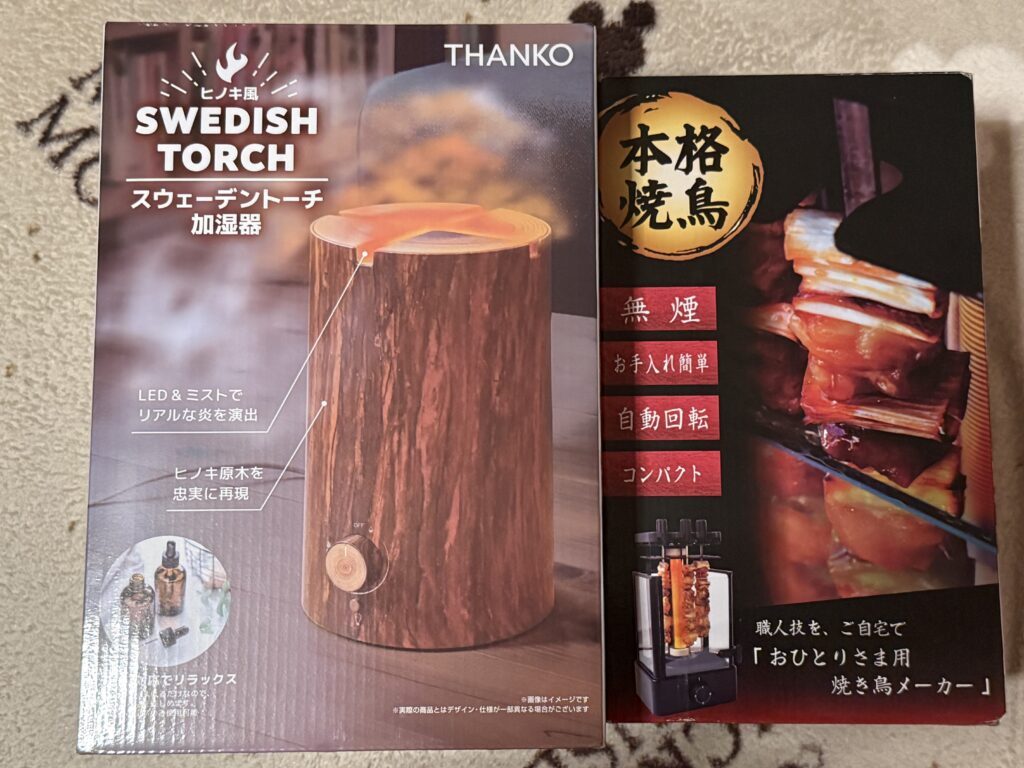 THANKO
ヒノキ風
SWEDISH
TORCH
スウェーデントーチ
加湿器
LED＆ミストで
リアルな炎を演出
ヒノキ原木を
忠実に再現
OFF
でリラックス
※画像はイメージです
※実際の商品とはデザイン・仕様が一部異なる場合がございます
本格
焼鳥
無煙
お手入れ簡単
自動回転
コンパクト
職人技を、ご自宅で
「おひとりさま用
焼き鳥メーカー」